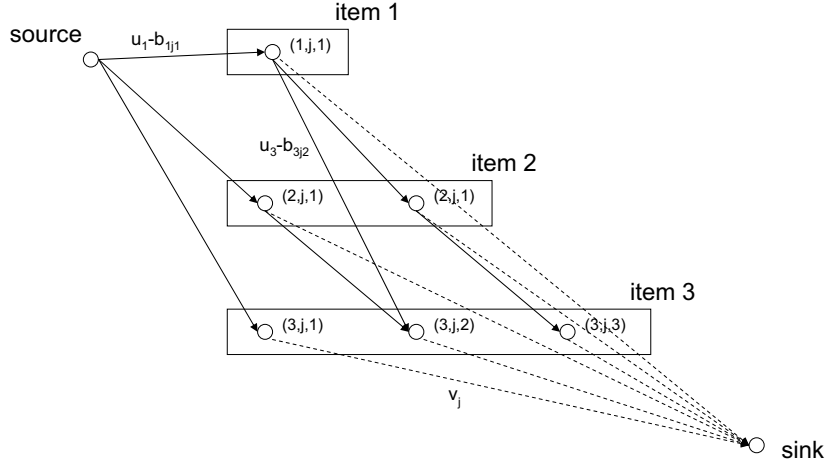 item 1
source
u₁-b₁ⱼ₁
(1,j,1)
u₃-b₃ⱼ₂
item 2
(2,j,1)
(2,j,1)
item 3
(3,j,1)
(3,j,2)
(3,j,3)
vⱼ
sink